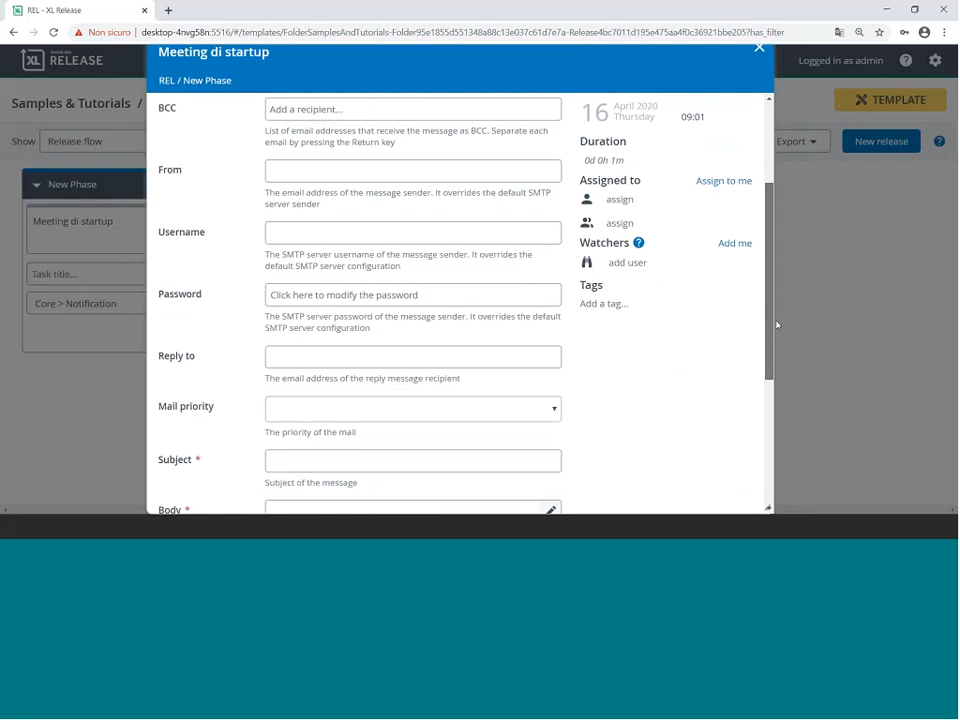 REL - XL Release
Non sicuro
desktop-4nvg58n:5516/#/templates/FolderSamplesAndTutorials-Folder95e1855d551348a88c13e037c61d7e7a-Release4bc7011d195e475aa4f0c36921bbe205?has_filter
RELEASE
Logged in as admin
Samples & Tutorials /
TEMPLATE
Show
Release flow
Export
New release
New Phase
Meeting di startup
Task title...
Core > Notification
Meeting di startup
REL / New Phase
BCC
Add a recipient...
List of email addresses that receive the message as BCC. Separate each
email by pressing the Return key
From
The email address of the message sender. It overrides the default SMTP
server sender
Username
The SMTP server username of the message sender. It overrides the
default SMTP server configuration
Password
Click here to modify the password
The SMTP server password of the message sender. It overrides the default
SMTP server configuration
Reply to
The email address of the reply message recipient
Mail priority
The priority of the mail
Subject *
Subject of the message
Body *
16
April 2020
Thursday
09:01
Duration
0d 0h 1m
Assigned to
Assign to me
assign
assign
Watchers
Add me
add user
Tags
Add a tag...